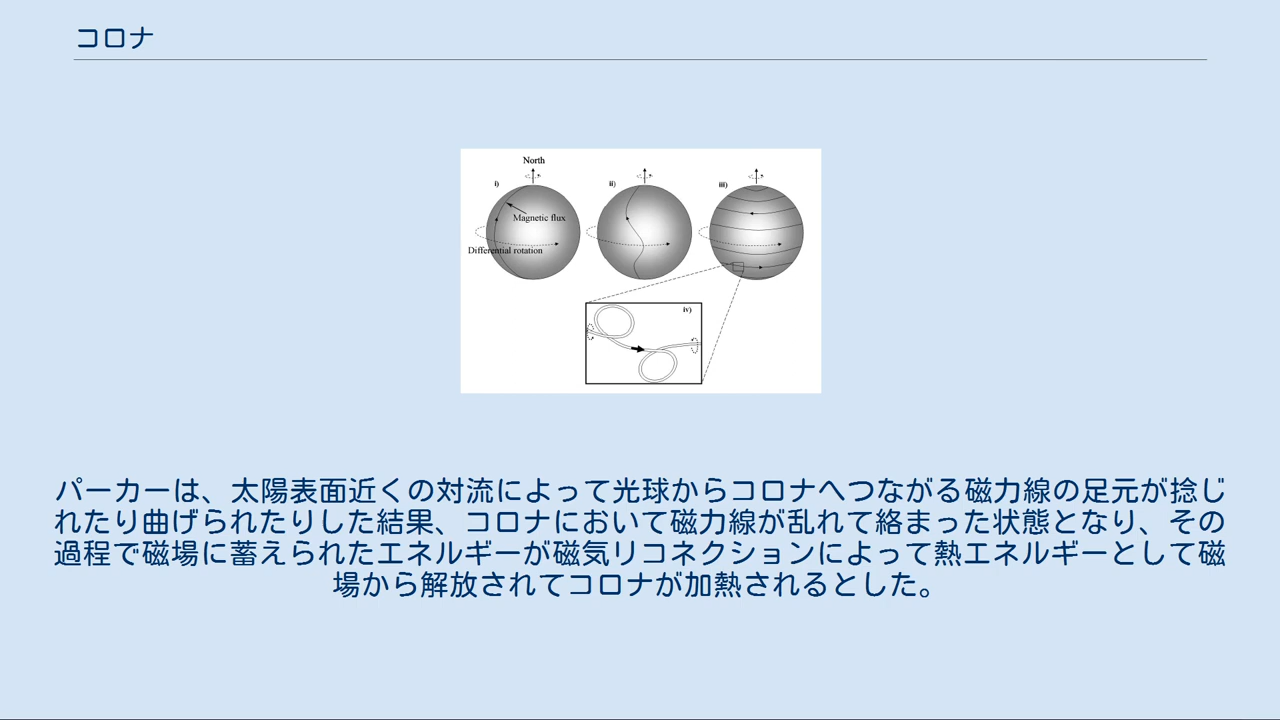 コロナ
North
i)
ii)
iii)
Magnetic flux
Differential rotation
iv)
パーカーは、太陽表面近くの対流によって光球からコロナへつながる磁力線の足元が捻じ
れたり曲げられたりした結果、コロナにおいて磁力線が乱れて絡まった状態となり、その
過程で磁場に蓄えられたエネルギーが磁気リコネクションによって熱エネルギーとして磁
場から解放されてコロナが加熱されるとした。